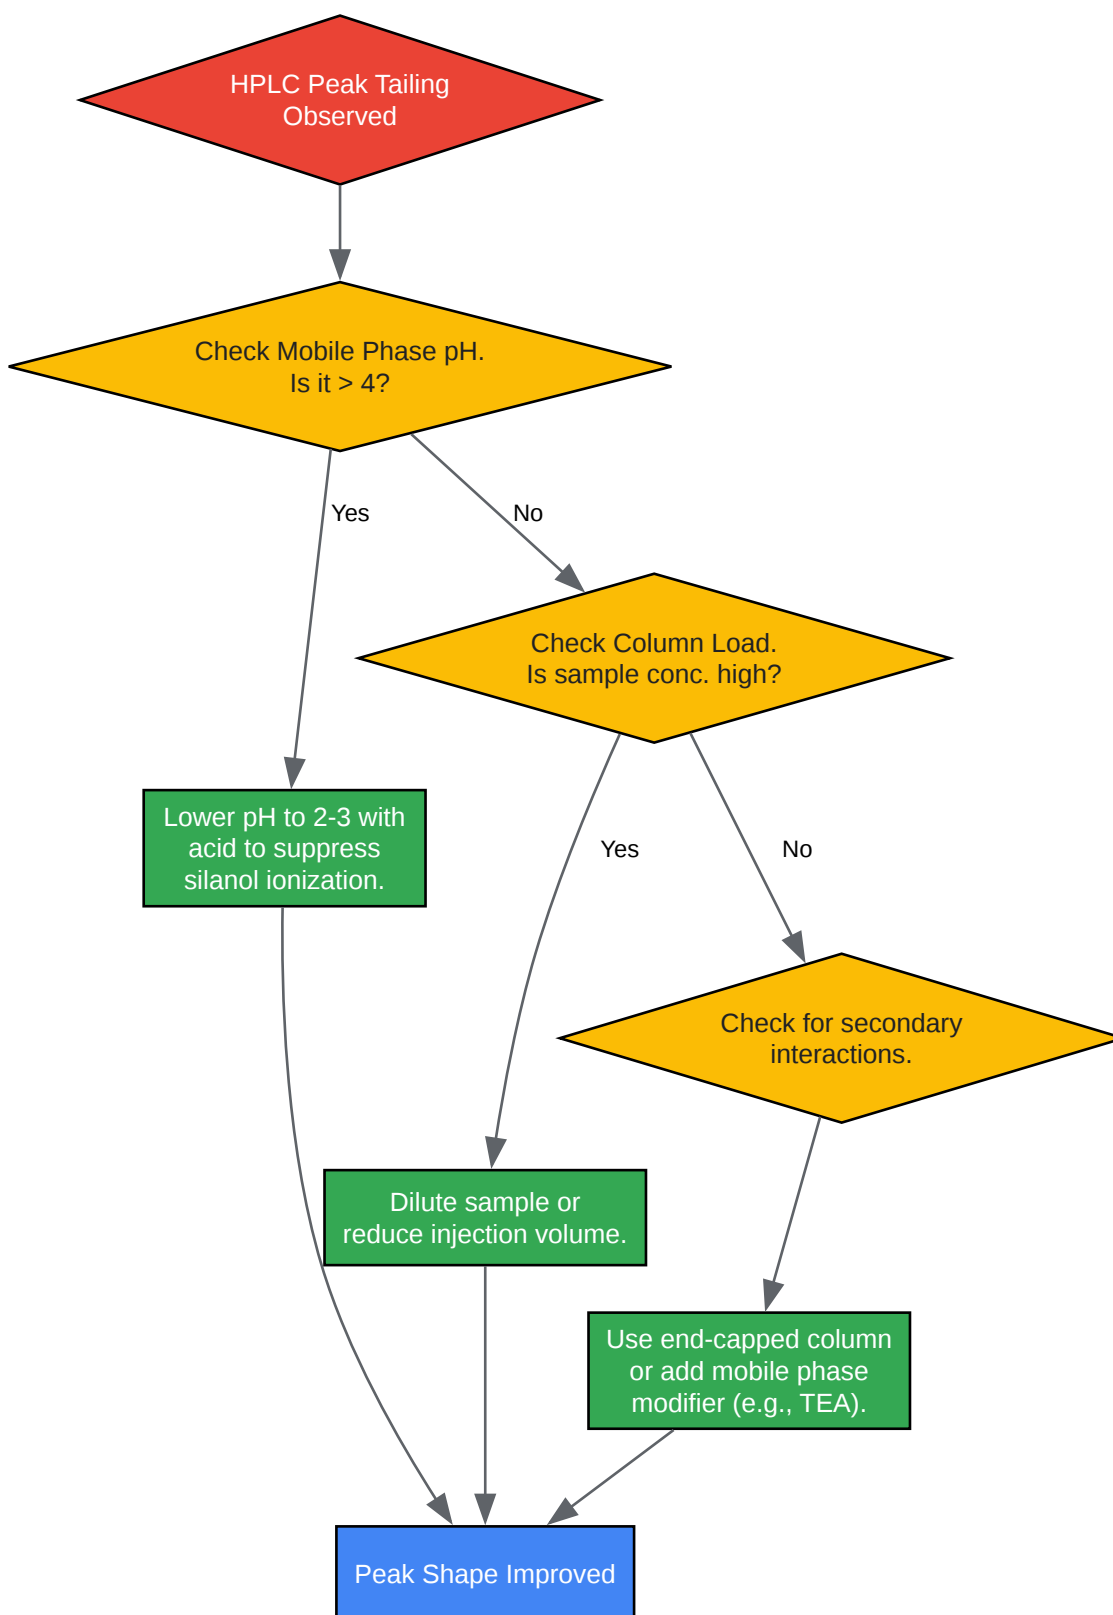 HPLC Peak Tailing
Observed
Check Mobile Phase pH.
Is it > 4?
Yes
No
Check Column Load.
Is sample conc. high?
Lower pH to 2-3 with
acid to suppress
silanol ionization.
Yes
No
Check for secondary
interactions.
Dilute sample or
reduce injection volume.
Use end-capped column
or add mobile phase
modifier (e.g., TEA).
Peak Shape Improved